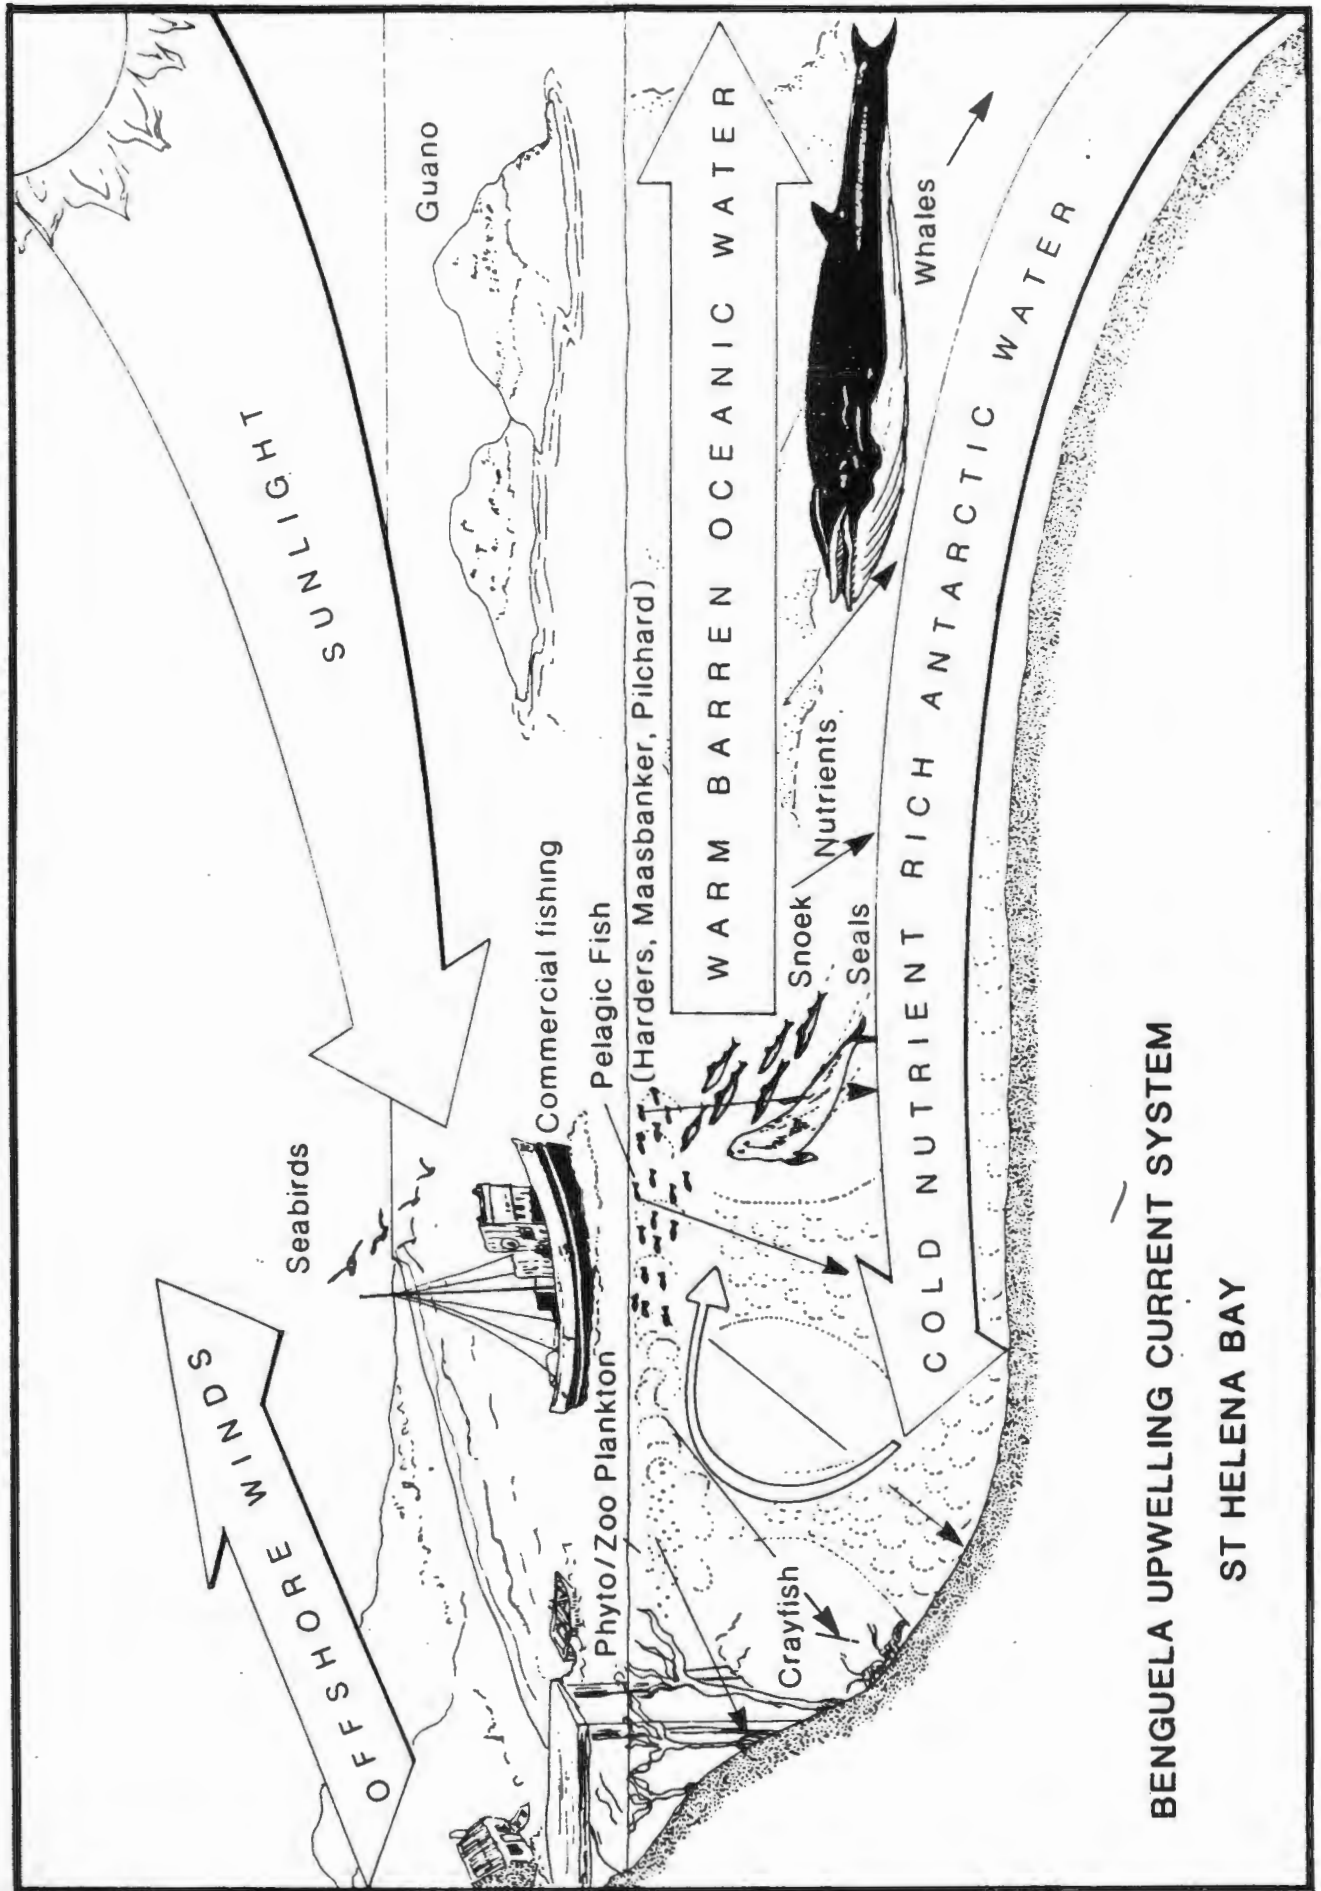 OFFSHORE WINDS
SUNLIGHT
Seabirds
Guano
Commercial fishing
Phyto/Zoo Plankton
Pelagic Fish
(Harders, Maasbanker, Pilchard)
WARM BARREN OCEANIC WATER
Crayfish
Snoek
Nutrients
Seals
Whales
COLD NUTRIENT RICH ANTARCTIC WATER
BENGUELA UPWELLING CURRENT SYSTEM
ST HELENA BAY